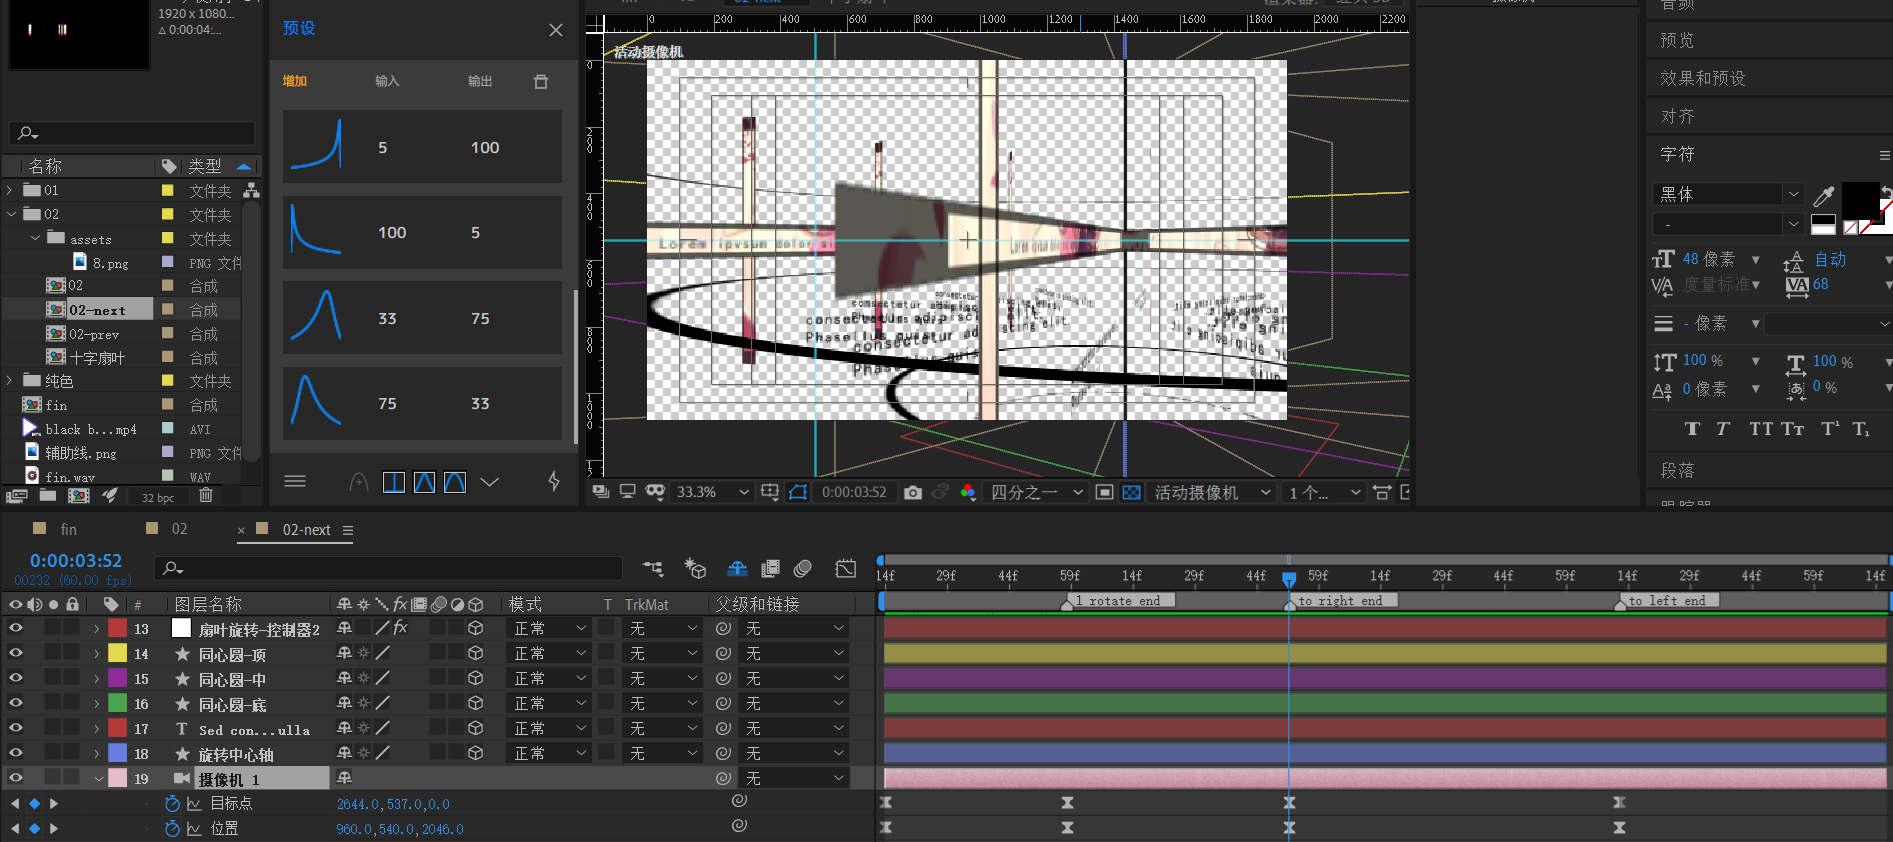 1920 x 1080...
△ 0:00:04:...
名称
类型
01
文件夹
02
文件夹
assets
文件夹
8.png
PNG 文件
02
合成
02-next
合成
02-prev
合成
十字扇叶
合成
纯色
文件夹
fin
合成
black b...mp4
AVI
辅助线.png
PNG 文件
fin.wav
WAV
32 bpc
预设
增加
输入
输出
5
100
100
5
33
75
75
33
0
200
400
600
800
1000
1200
1400
1600
1800
2000
2200
活动摄像机
Lorem ipvsum dolor si
consectetur
Phasellus
33.3%
0:00:03:52
四分之一
活动摄像机
1 个...
音频
预览
效果和预设
对齐
字符
黑体
-
48 像素
自动
度量标准
68
- 像素
100 %
100 %
0 像素
0 %
T T TT Tt T¹ T₁
段落
fin
02
× 02-next
0:00:03:52
00232 (60.00 fps)
14f
29f
44f
59f
14f
29f
44f
59f
14f
29f
44f
59f
14f
29f
44f
59f
14f
#
图层名称
fx
模式
T
TrkMat
父级和链接
1 rotate end
to right end
to left end
13
扇叶旋转-控制器2
fx
正常
无
无
14
同心圆-顶
正常
无
无
15
同心圆-中
正常
无
无
16
同心圆-底
正常
无
无
17
T
Sed con...ulla
正常
无
无
18
旋转中心轴
正常
无
无
19
摄像机 1
无
目标点
2644.0,537.0,0.0
位置
960.0,540.0,2046.0